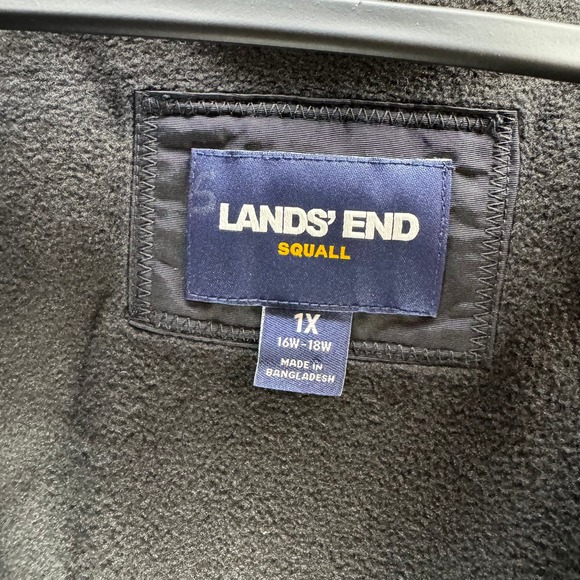 LANDS' END
SQUALL
1X
16W-18W
MADE IN
BANGLADESH